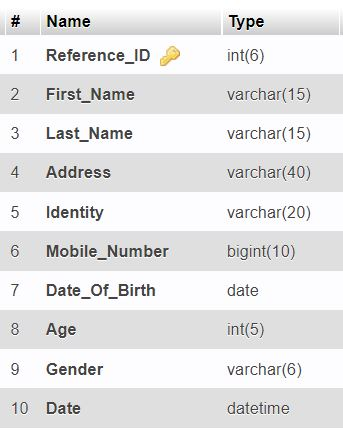 # Name Type
1 Reference_ID int(6)
2 First_Name varchar(15)
3 Last_Name varchar(15)
4 Address varchar(40)
5 Identity varchar(20)
6 Mobile_Number bigint(10)
7 Date_Of_Birth date
8 Age int(5)
9 Gender varchar(6)
10 Date datetime